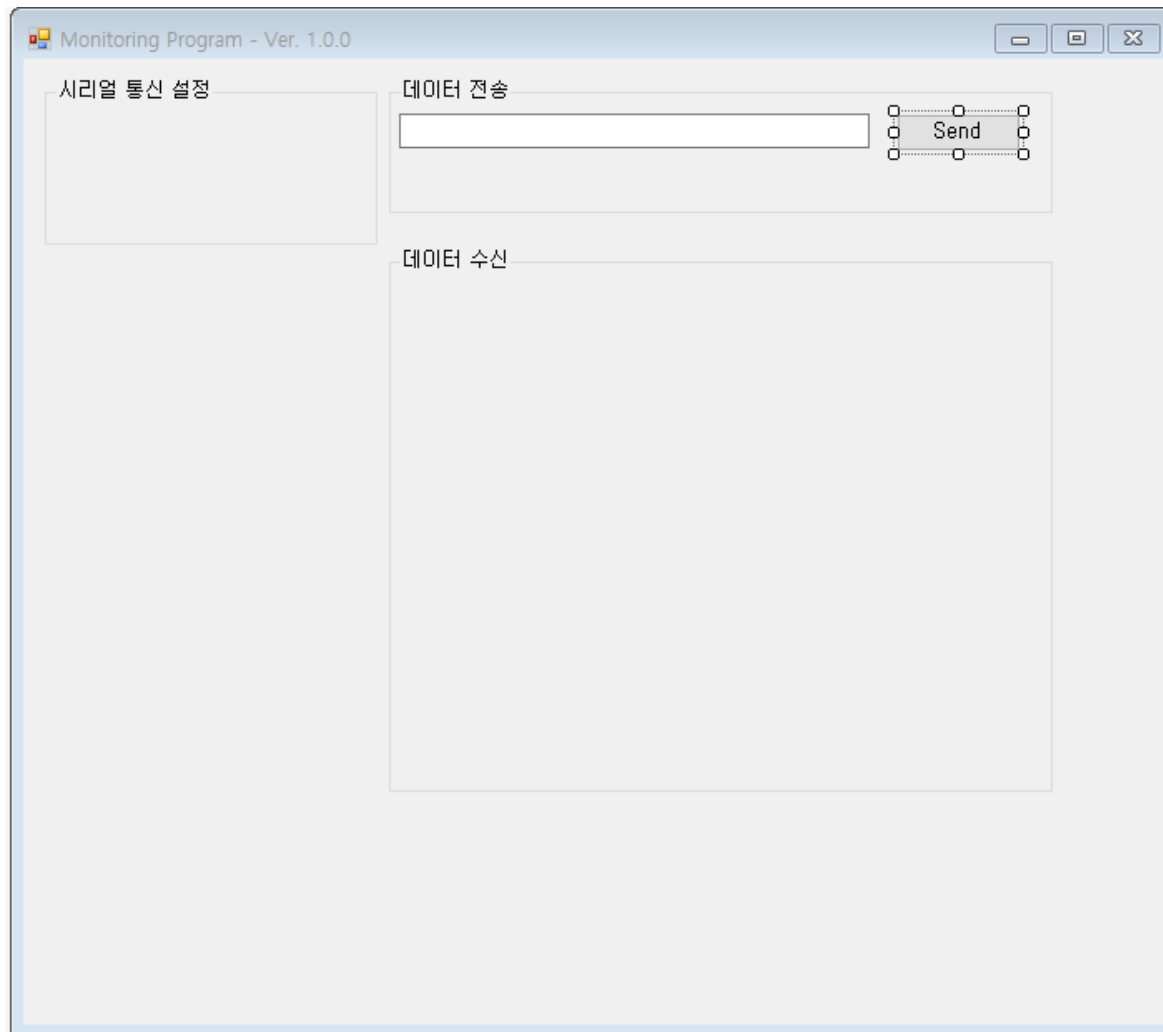 Monitoring Program - Ver. 1.0.0
시리얼 통신 설정
데이터 전송
Send
데이터 수신